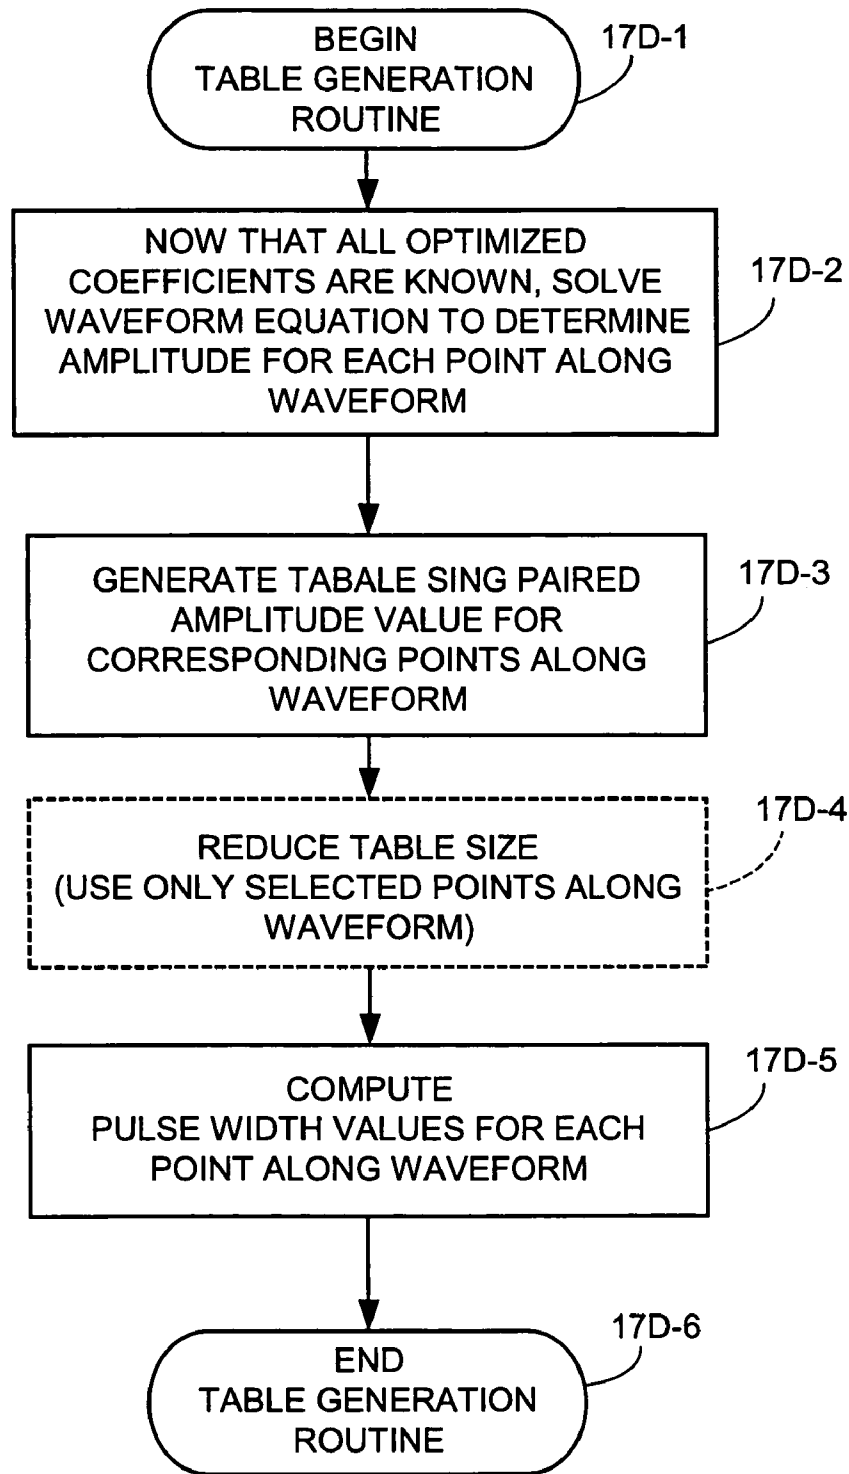 BEGIN
TABLE GENERATION
ROUTINE
17D-1
NOW THAT ALL OPTIMIZED
COEFFICIENTS ARE KNOWN, SOLVE
WAVEFORM EQUATION TO DETERMINE
AMPLITUDE FOR EACH POINT ALONG
WAVEFORM
17D-2
GENERATE TABALE SING PAIRED
AMPLITUDE VALUE FOR
CORRESPONDING POINTS ALONG
WAVEFORM
17D-3
REDUCE TABLE SIZE
(USE ONLY SELECTED POINTS ALONG
WAVEFORM)
17D-4
COMPUTE
PULSE WIDTH VALUES FOR EACH
POINT ALONG WAVEFORM
17D-5
END
TABLE GENERATION
ROUTINE
17D-6